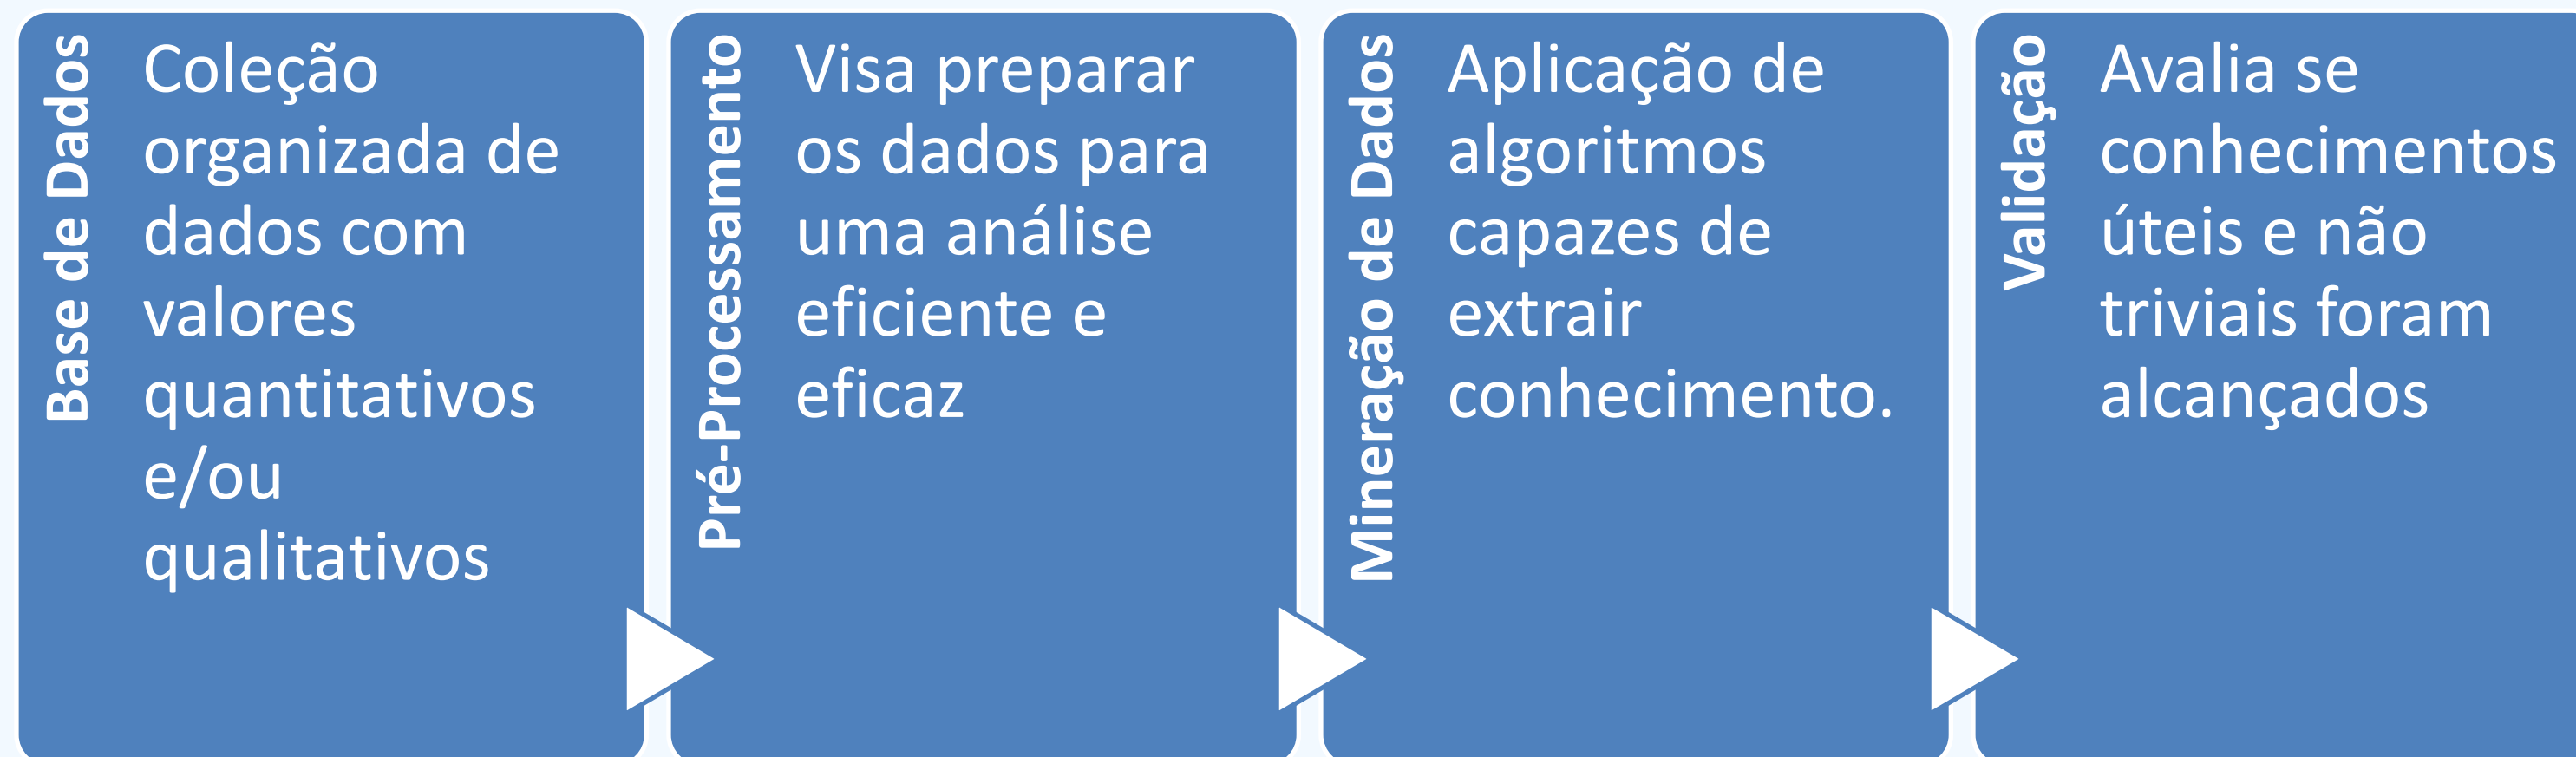 Base de Dados
Coleção
organizada de
dados com
valores
quantitativos
e/ou
qualitativos
Pré-Processamento
Visa preparar
os dados para
uma análise
eficiente e
eficaz
Mineração de Dados
Aplicação de
algoritmos
capazes de
extrair
conhecimento.
Validação
Avalia se
conhecimentos
úteis e não
triviais foram
alcançados